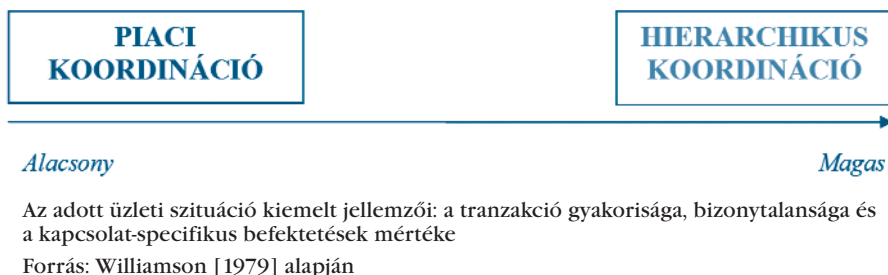 PIACI
KOORDINÁCIÓ
HIERARCHIKUS
KOORDINÁCIÓ
Alacsony
Magas
Az adott üzleti szituáció kiemelt jellemzői: a tranzakció gyakorisága, bizonytalansága és
a kapcsolat-specifikus befektetések mértéke
Forrás: Williamson [1979] alapján